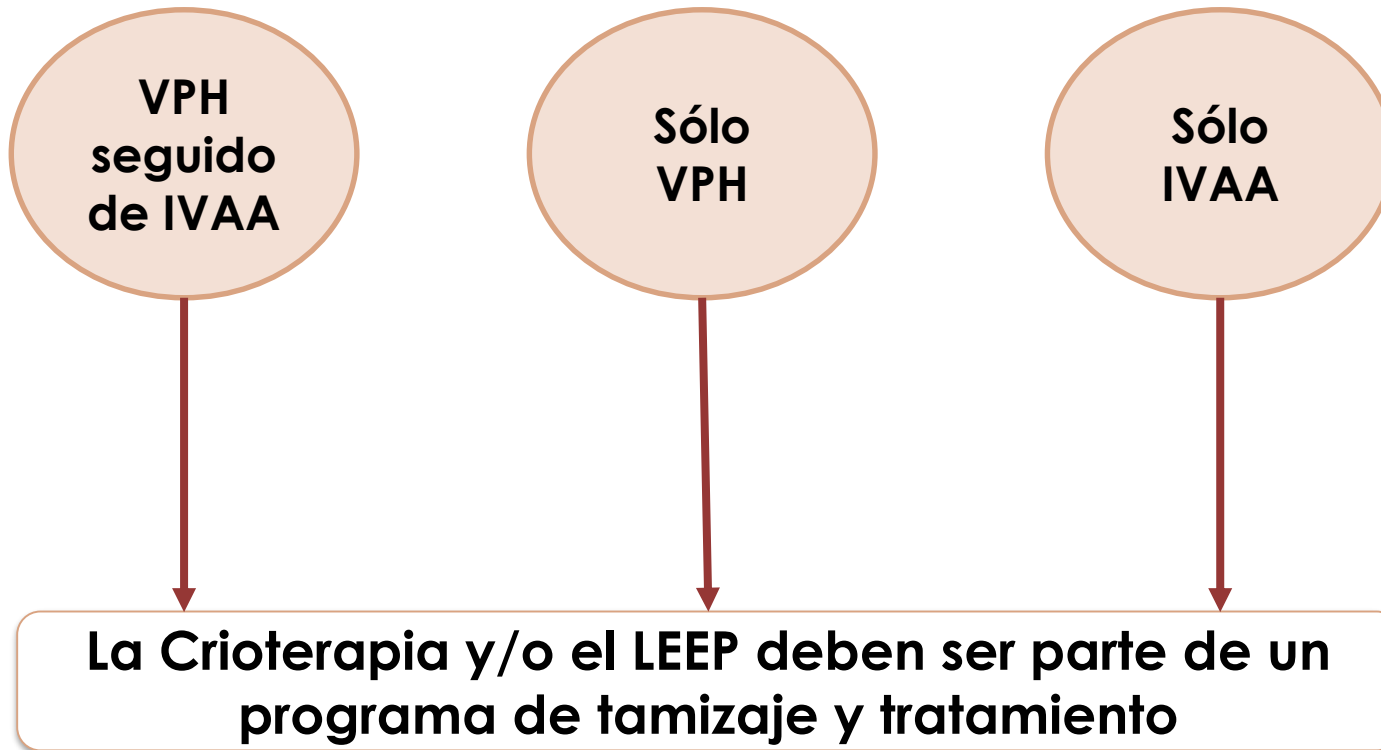 VPH
seguido
de IVAA
Sólo
VPH
Sólo
IVAA
La Crioterapia y/o el LEEP deben ser parte de un
programa de tamizaje y tratamiento